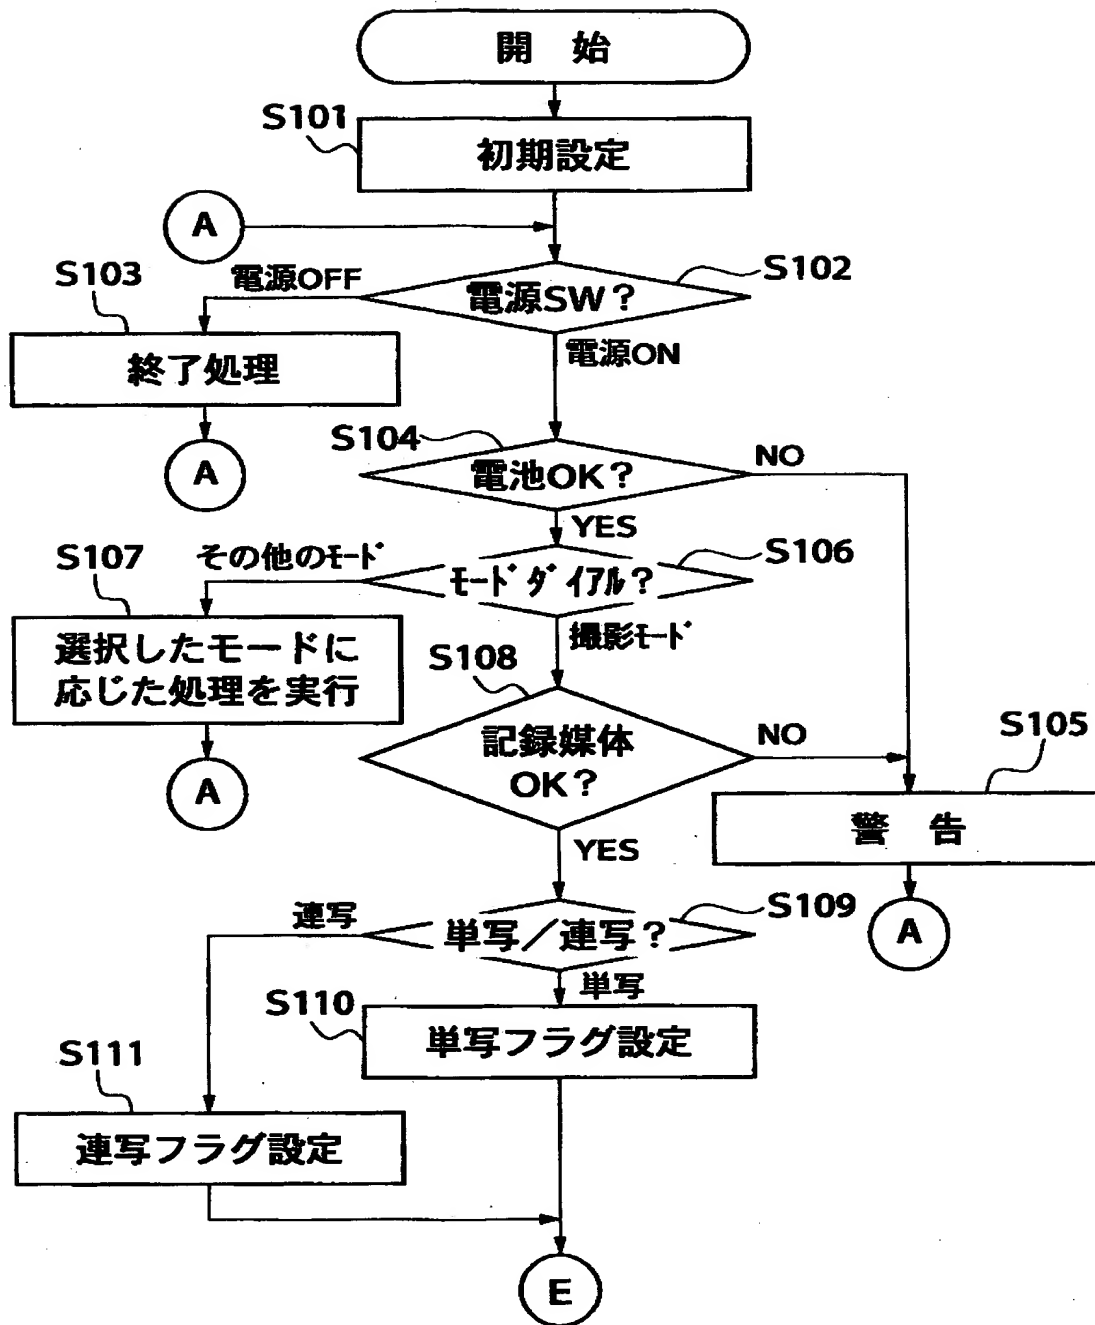 開 始
S101
初期設定
A
S103
電源OFF
S102
電源SW?
電源ON
終了処理
A
S104
電池OK?
NO
YES
S107
その他のモード
S106
モードダイアル?
撮影モード
選択したモードに
応じた処理を実行
A
S108
記録媒体
OK?
NO
S105
警 告
A
YES
連写
S109
単写/連写?
単写
S110
単写フラグ設定
S111
連写フラグ設定
E